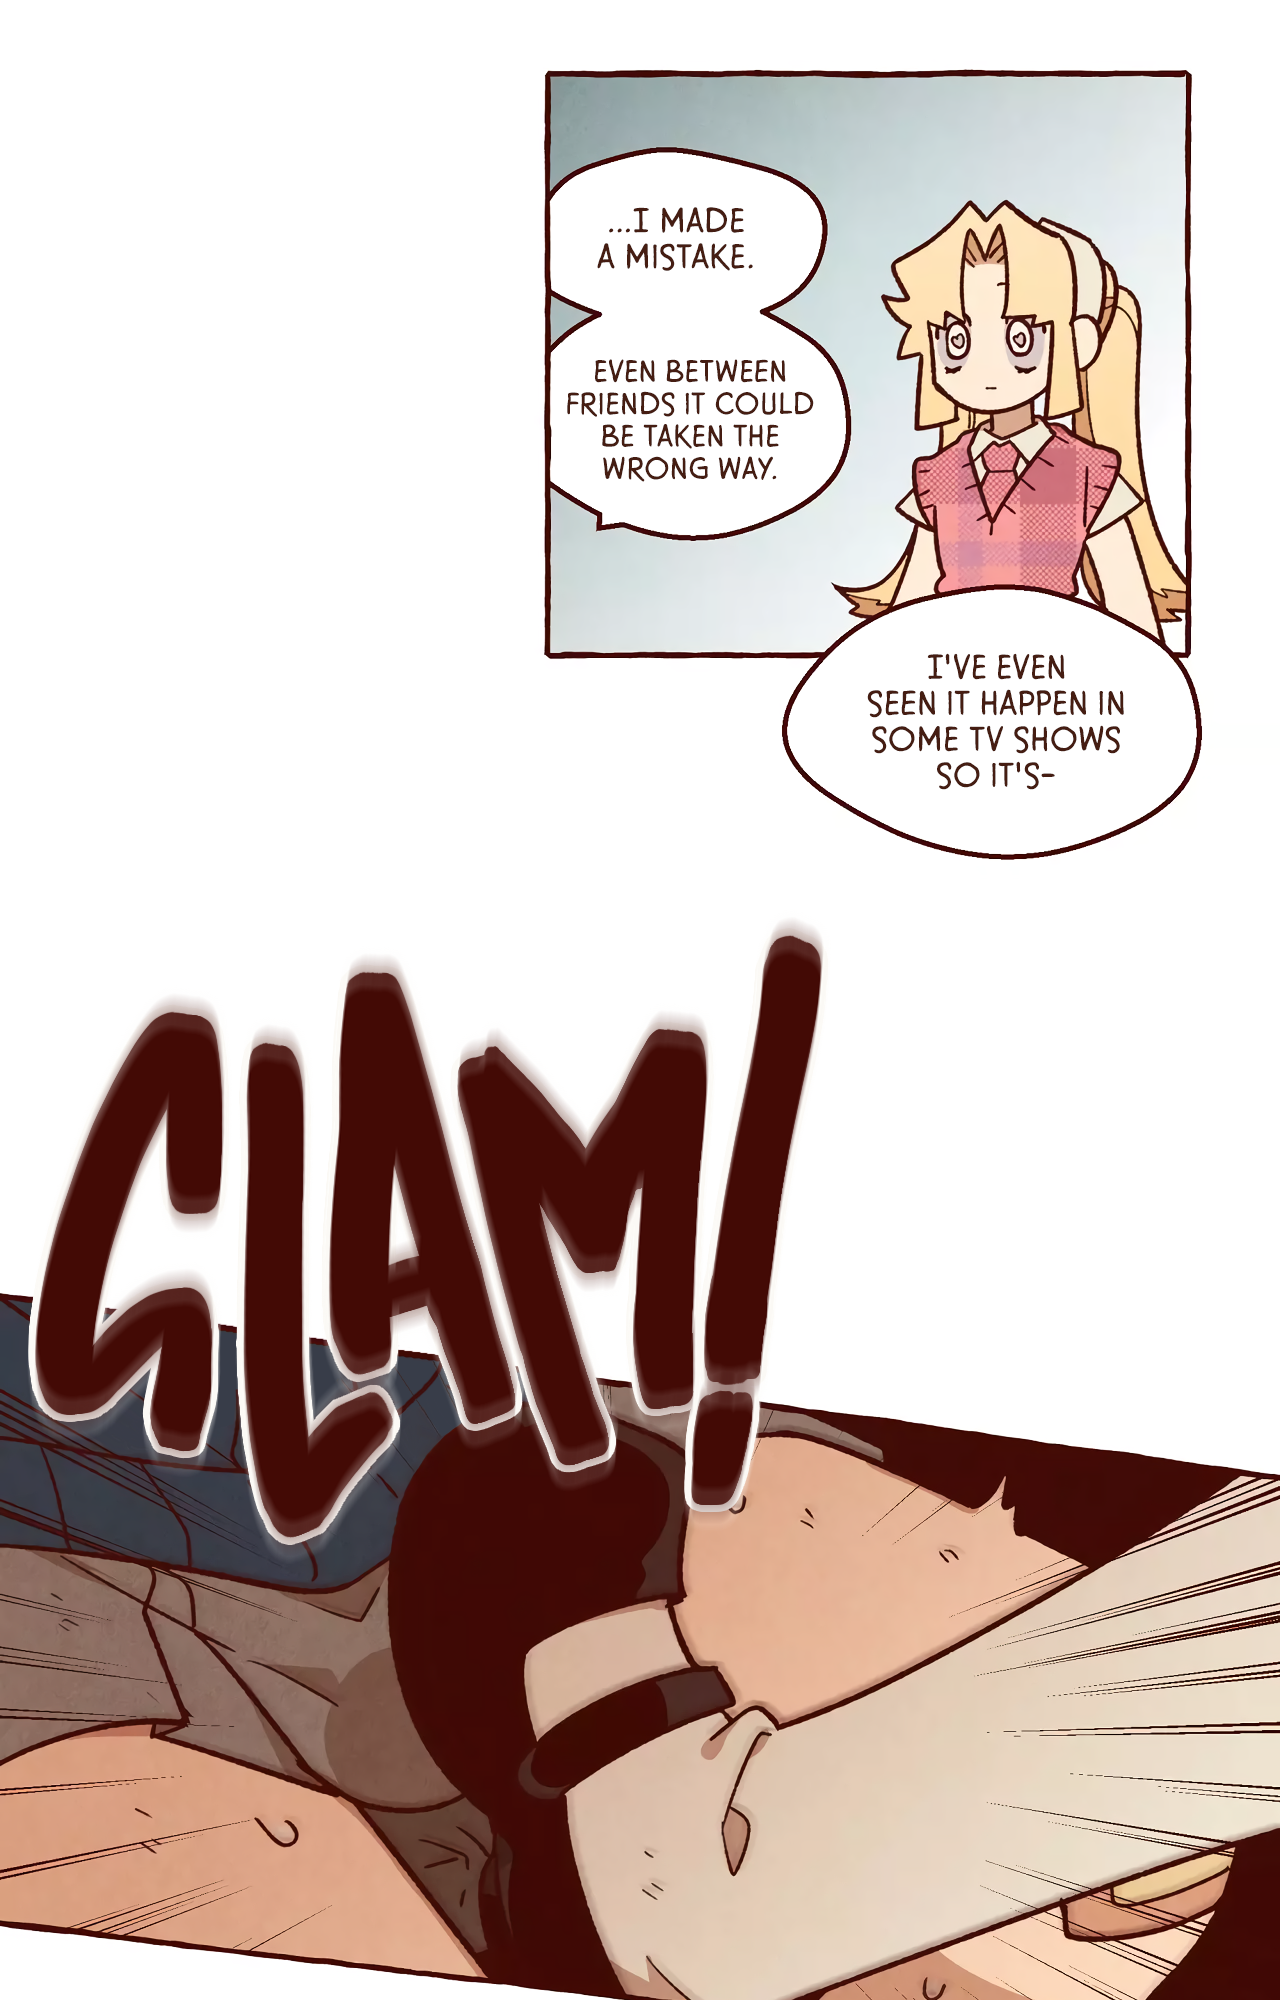 ...I MADE
A MISTAKE.
EVEN BETWEEN
FRIENDS IT COULD
BE TAKEN THE
WRONG WAY.
I'VE EVEN
SEEN IT HAPPEN IN
SOME TV SHOWS
SO IT'S-
GLAM!